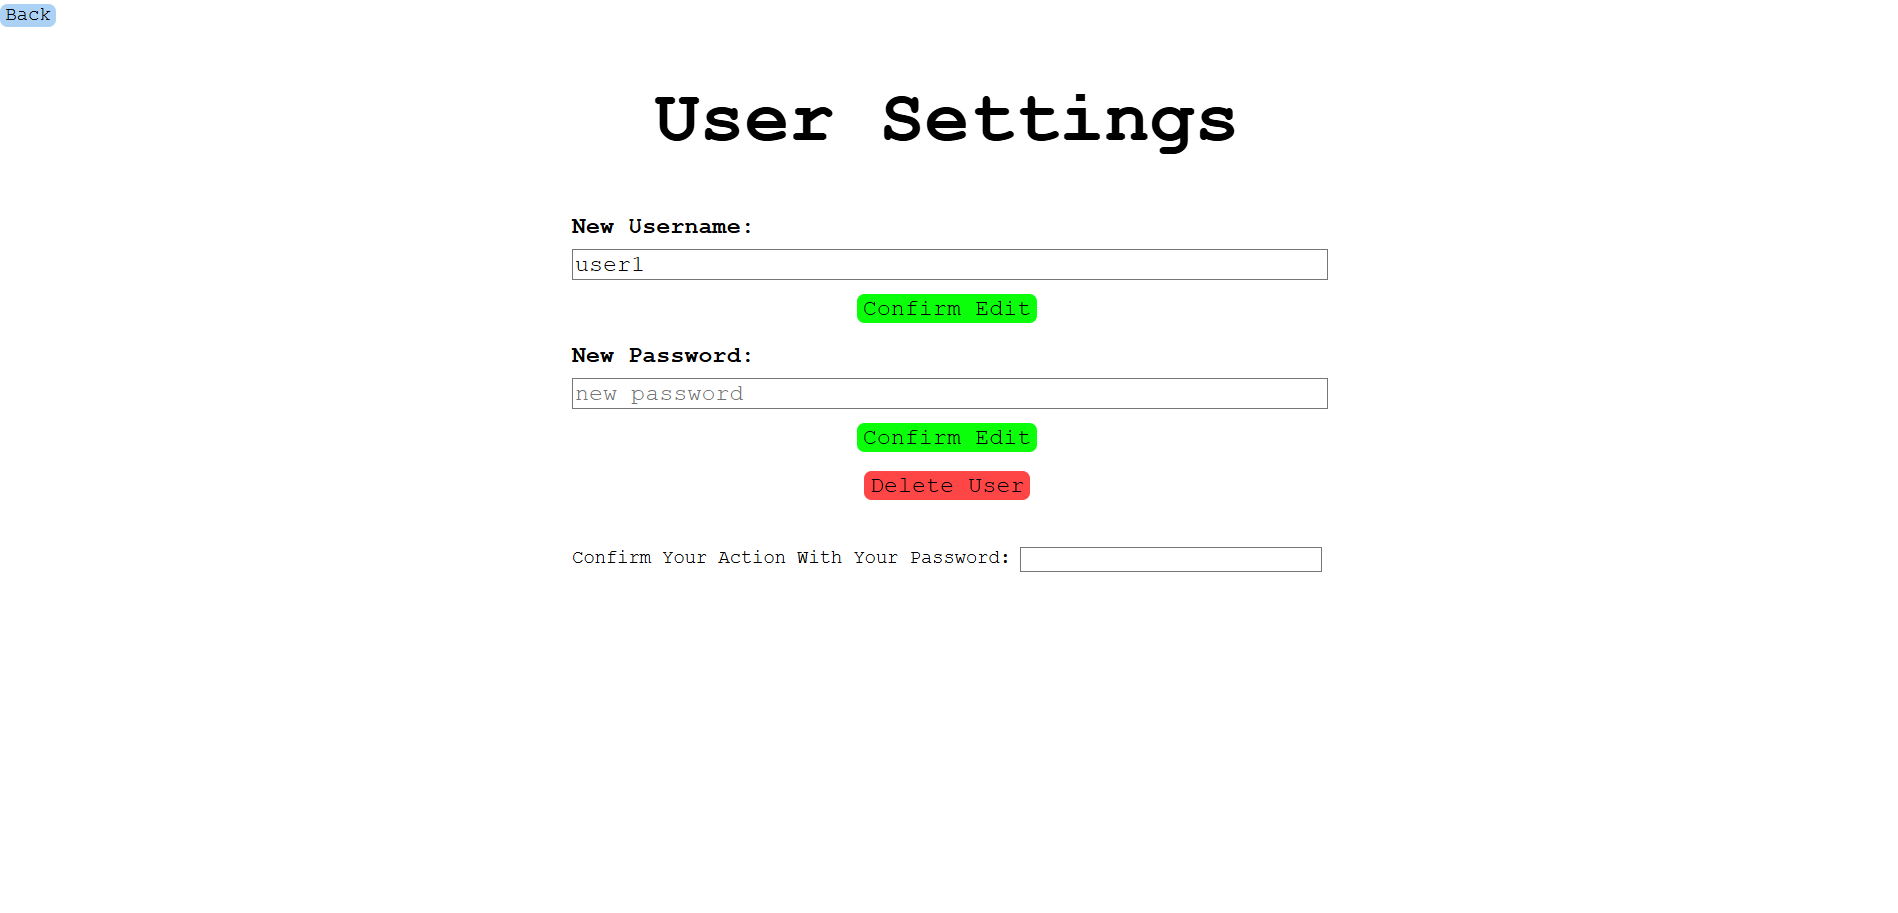 Back
User Settings
New Username:
user1
Confirm Edit
New Password:
new password
Confirm Edit
Delete User
Confirm Your Action With Your Password: